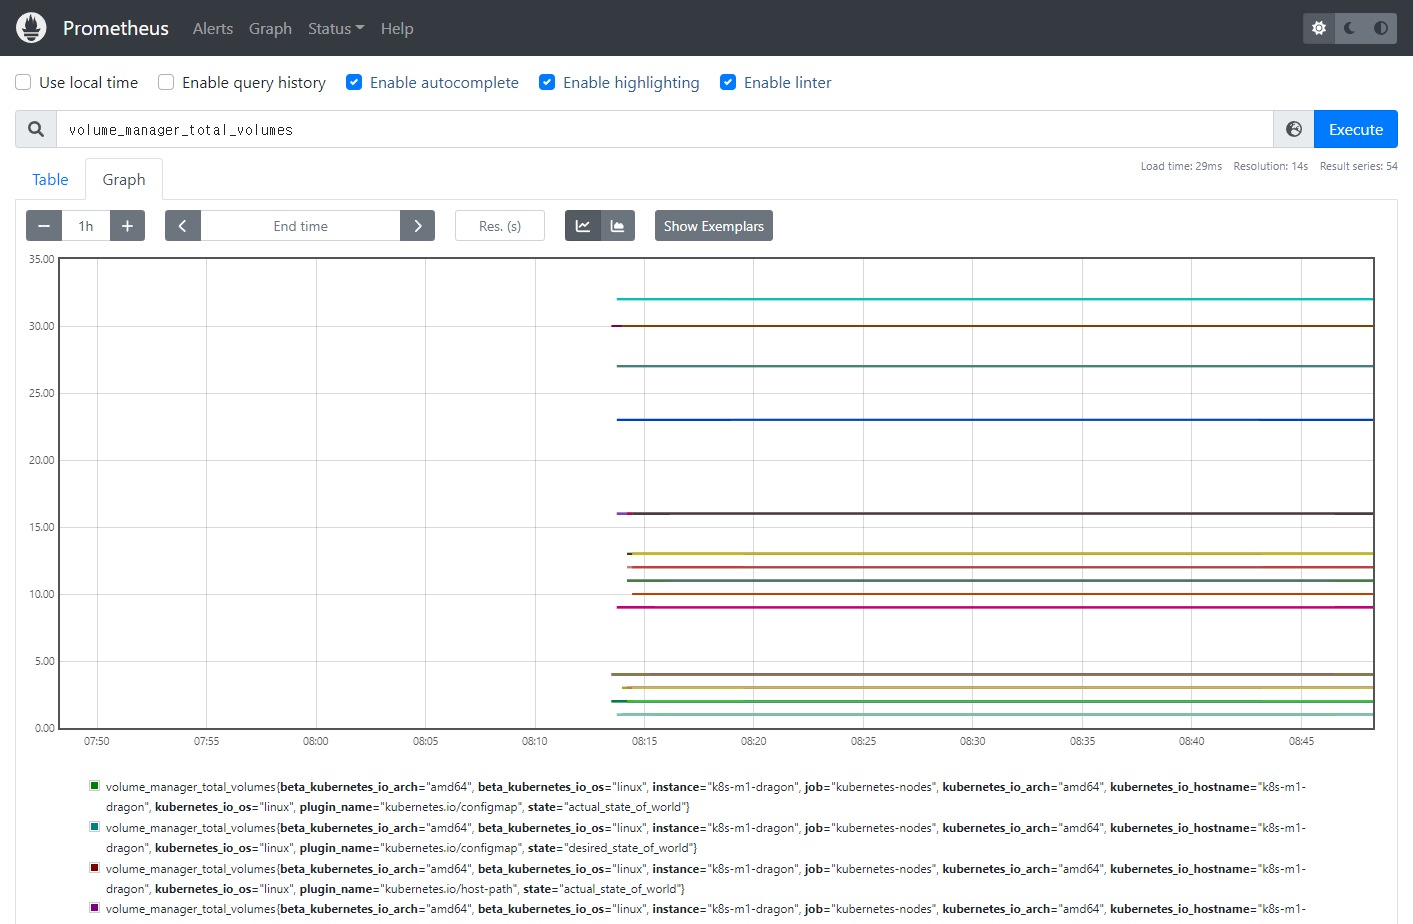 Prometheus Alerts Graph Status Help
Use local time Enable query history Enable autocomplete Enable highlighting Enable linter
volume_manager_total_volumes Execute
Load time: 29ms Resolution: 14s Result series: 54
Table Graph
1h End time Res. (s) Show Exemplars
35.00
30.00
25.00
20.00
15.00
10.00
5.00
0.00
07:50 07:55 08:00 08:05 08:10 08:15 08:20 08:25 08:30 08:35 08:40 08:45
volume_manager_total_volumes{beta_kubernetes_io_arch="amd64", beta_kubernetes_io_os="linux", instance="k8s-m1-dragon", job="kubernetes-nodes", kubernetes_io_arch="amd64", kubernetes_io_hostname="k8s-m1-
dragon", kubernetes_io_os="linux", plugin_name="kubernetes.io/configmap", state="actual_state_of_world"}
volume_manager_total_volumes{beta_kubernetes_io_arch="amd64", beta_kubernetes_io_os="linux", instance="k8s-m1-dragon", job="kubernetes-nodes", kubernetes_io_arch="amd64", kubernetes_io_hostname="k8s-m1-
dragon", kubernetes_io_os="linux", plugin_name="kubernetes.io/configmap", state="desired_state_of_world"}
volume_manager_total_volumes{beta_kubernetes_io_arch="amd64", beta_kubernetes_io_os="linux", instance="k8s-m1-dragon", job="kubernetes-nodes", kubernetes_io_arch="amd64", kubernetes_io_hostname="k8s-m1-
dragon", kubernetes_io_os="linux", plugin_name="kubernetes.io/host-path", state="actual_state_of_world"}
volume_manager_total_volumes{beta_kubernetes_io_arch="amd64", beta_kubernetes_io_os="linux", instance="k8s-m1-dragon", job="kubernetes-nodes", kubernetes_io_arch="amd64", kubernetes_io_hostname="k8s-m1-